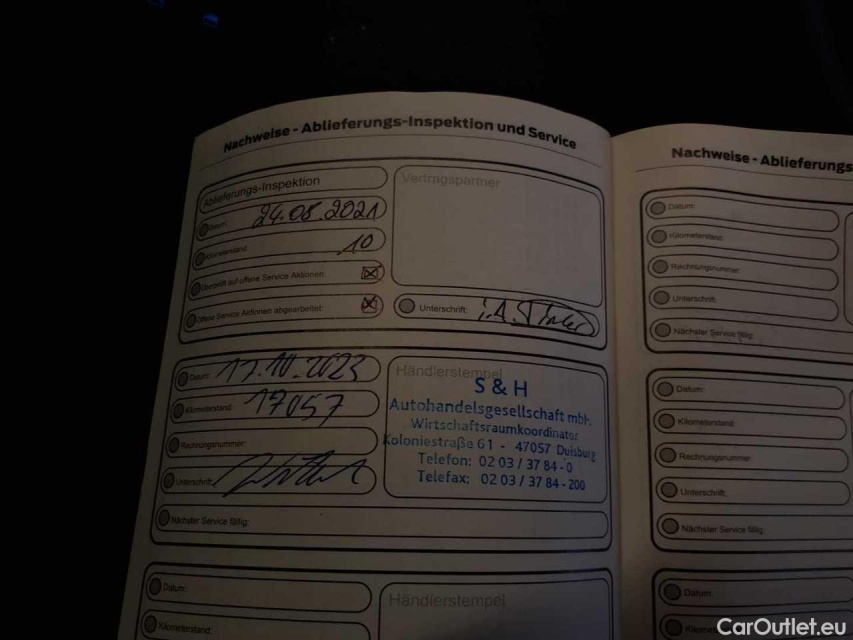 Nachweise - Ablieferungs-Inspektion und Service
Ablieferungs-Inspektion
Datum: 24.08.2021
Kilometerstand: 10
Überprüft auf offene Service Aktionen:
Offene Service Aktionen abgearbeitet:
Vertragspartner
Unterschrift: i.A.
Datum: 17.10.2023
Kilometerstand: 17057
Rechnungsnummer:
Unterschrift:
Nächster Service fällig:
Händlerstempel
S & H
Autohandelsgesellschaft mbH.
Wirtschaftsraumkoordinator
Koloniestraße 61 - 47057 Duisburg
Telefon: 02 03 / 37 84 - 0
Telefax: 02 03 / 37 84 - 200
Datum:
Kilometerstand:
Händlerstempel
Nachweise - Ablieferungs
Datum:
Kilometerstand:
Rechnungsnummer:
Unterschrift:
Nächster Service fällig:
Datum:
Kilometerstand:
Rechnungsnummer:
Unterschrift:
Nächster Service fällig:
Datum:
CarOutlet.eu